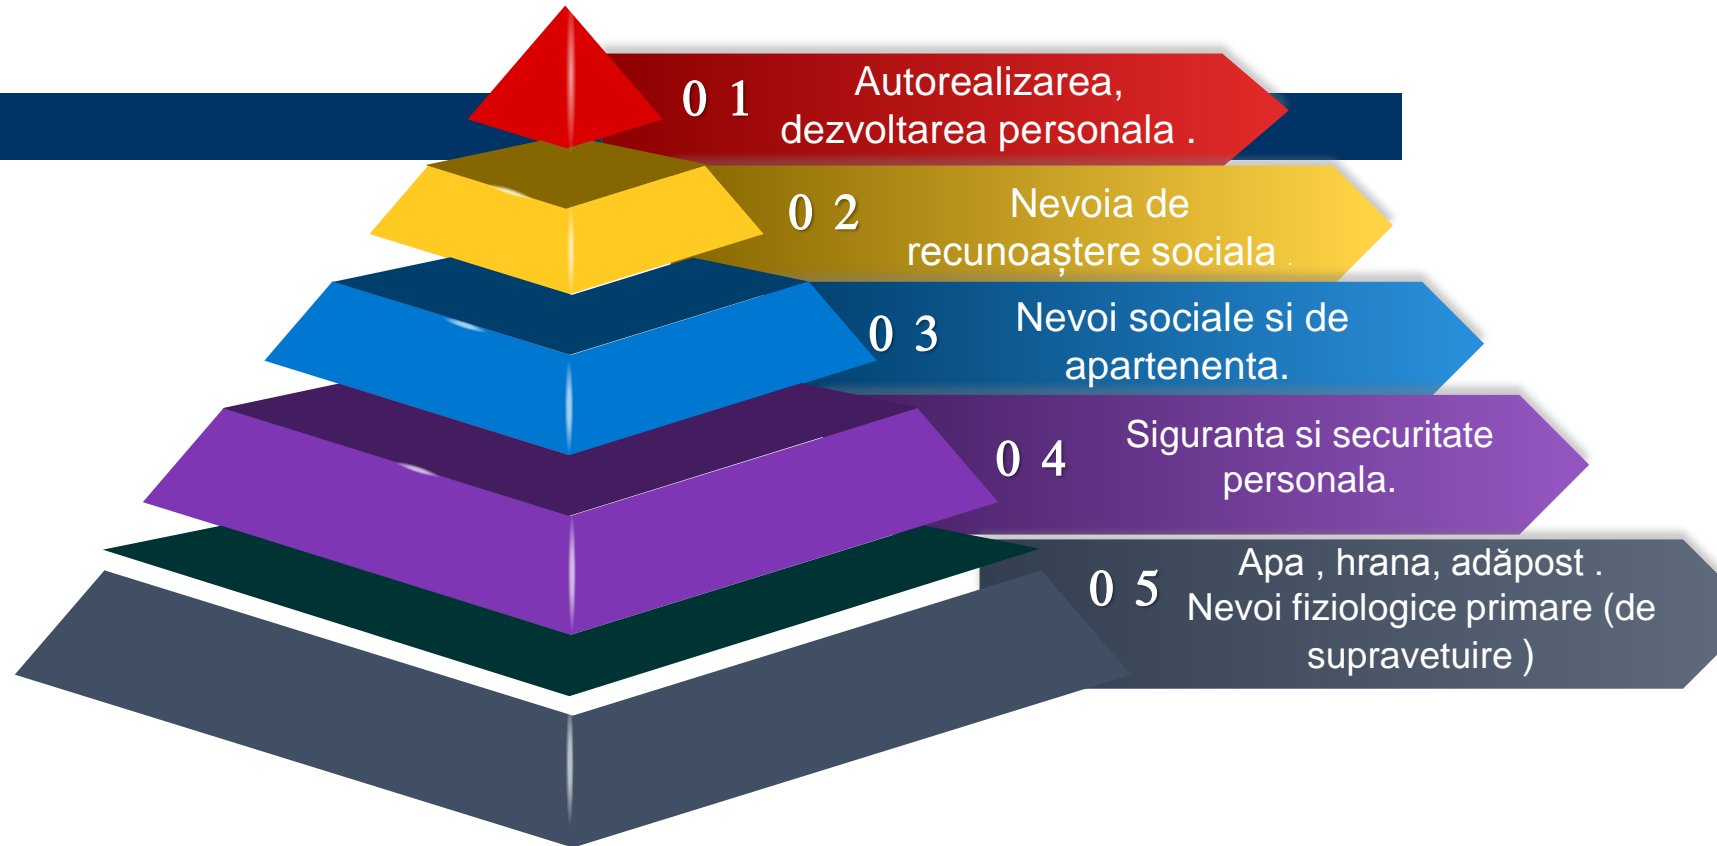 0 1
Autorealizarea,
dezvoltarea personala .
0 2
Nevoia de
recunoaștere sociala .
0 3
Nevoi sociale si de
apartenenta.
0 4
Siguranta si securitate
personala.
0 5
Apa , hrana, adăpost .
Nevoi fiziologice primare (de
supravetuire )